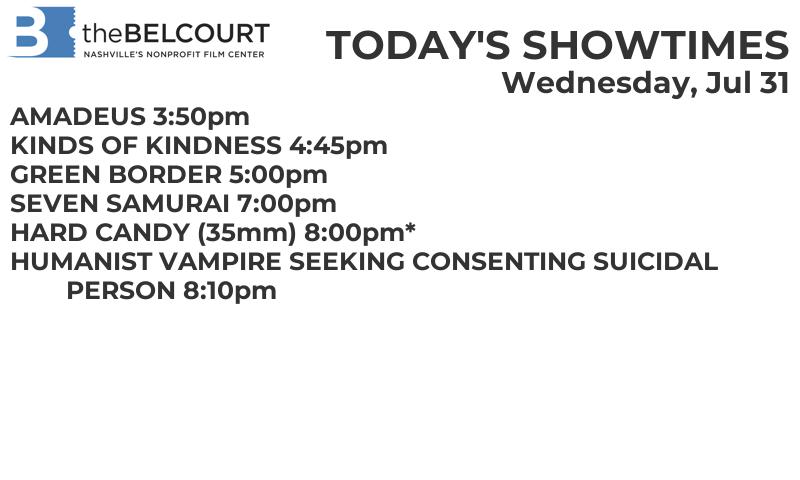 B theBELCOURT
NASHVILLE'S NONPROFIT FILM CENTER
TODAY'S SHOWTIMES
Wednesday, Jul 31
AMADEUS 3:50pm
KINDS OF KINDNESS 4:45pm
GREEN BORDER 5:00pm
SEVEN SAMURAI 7:00pm
HARD CANDY (35mm) 8:00pm*
HUMANIST VAMPIRE SEEKING CONSENTING SUICIDAL
PERSON 8:10pm